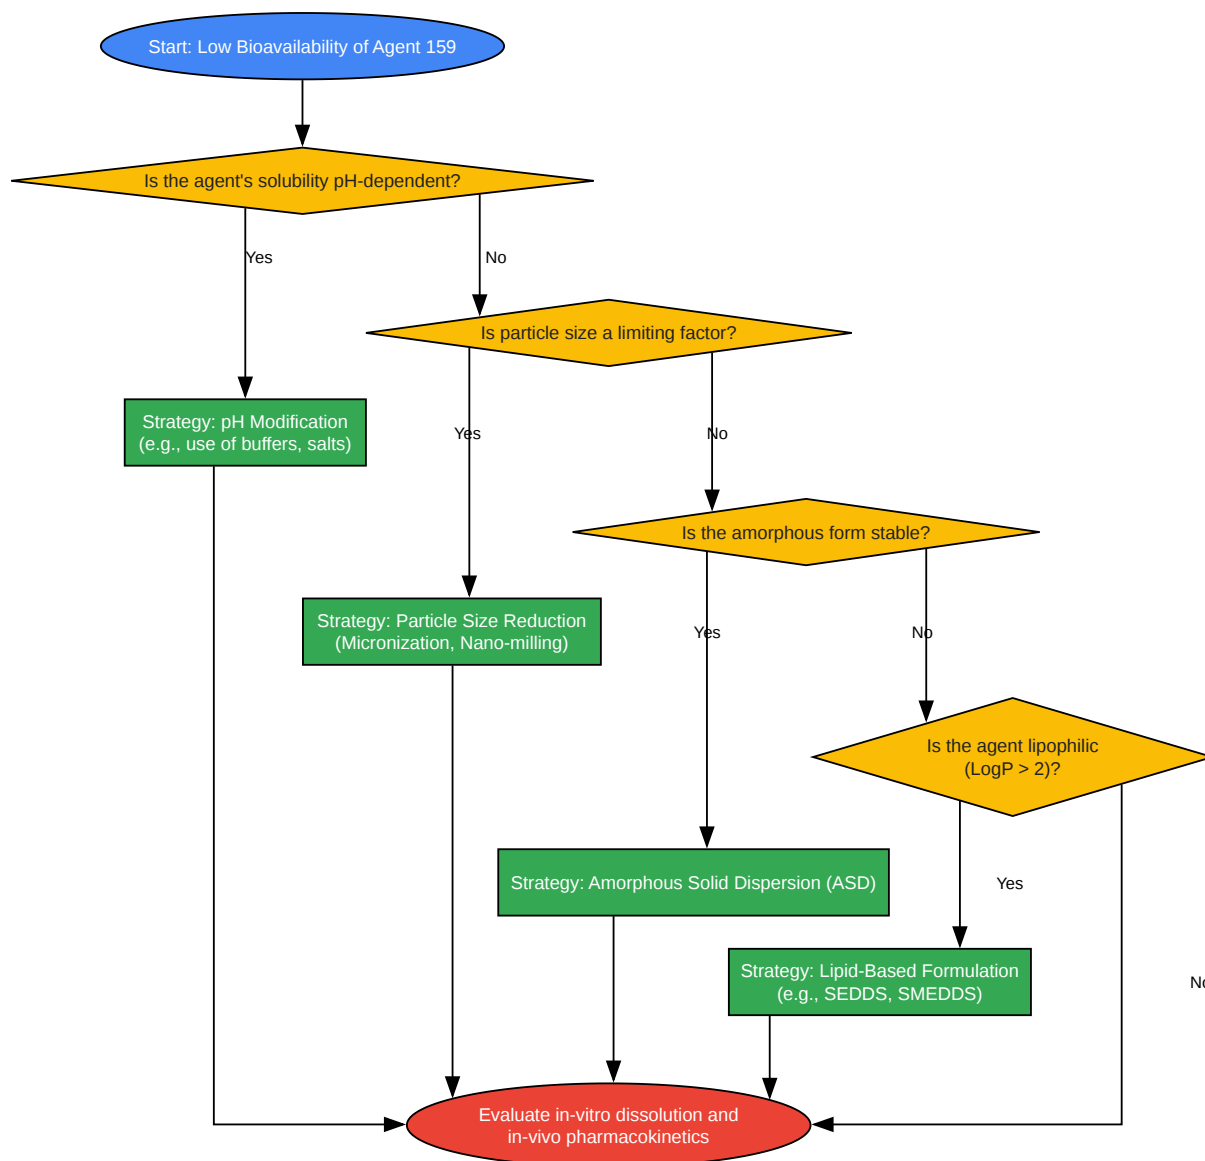 Start: Low Bioavailability of Agent 159
Is the agent's solubility pH-dependent?
Yes
No
Is particle size a limiting factor?
Strategy: pH Modification
(e.g., use of buffers, salts)
Yes
No
Is the amorphous form stable?
Strategy: Particle Size Reduction
(Micronization, Nano-milling)
Yes
No
Is the agent lipophilic
(LogP > 2)?
Strategy: Amorphous Solid Dispersion (ASD)
Yes
Strategy: Lipid-Based Formulation
(e.g., SEDDS, SMEDDS)
No
Evaluate in-vitro dissolution and
in-vivo pharmacokinetics